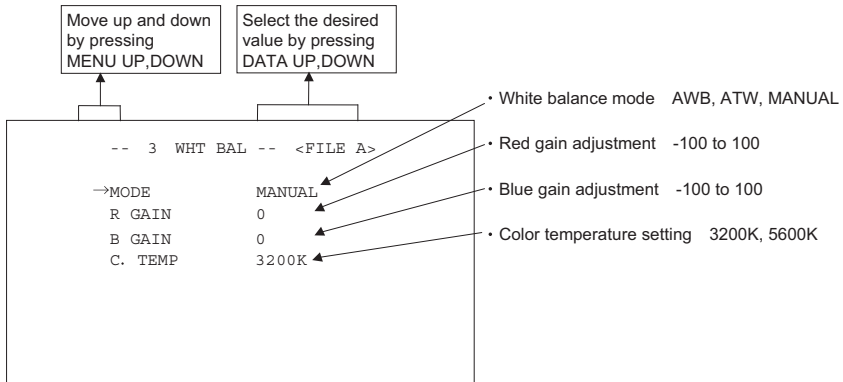 Move up and down
by pressing
MENU UP,DOWN
Select the desired
value by pressing
DATA UP,DOWN
-- 3 WHT BAL -- <FILE A>
→MODE MANUAL
R GAIN 0
B GAIN 0
C. TEMP 3200K
・White balance mode AWB, ATW, MANUAL
・Red gain adjustment -100 to 100
・Blue gain adjustment -100 to 100
・Color temperature setting 3200K, 5600K